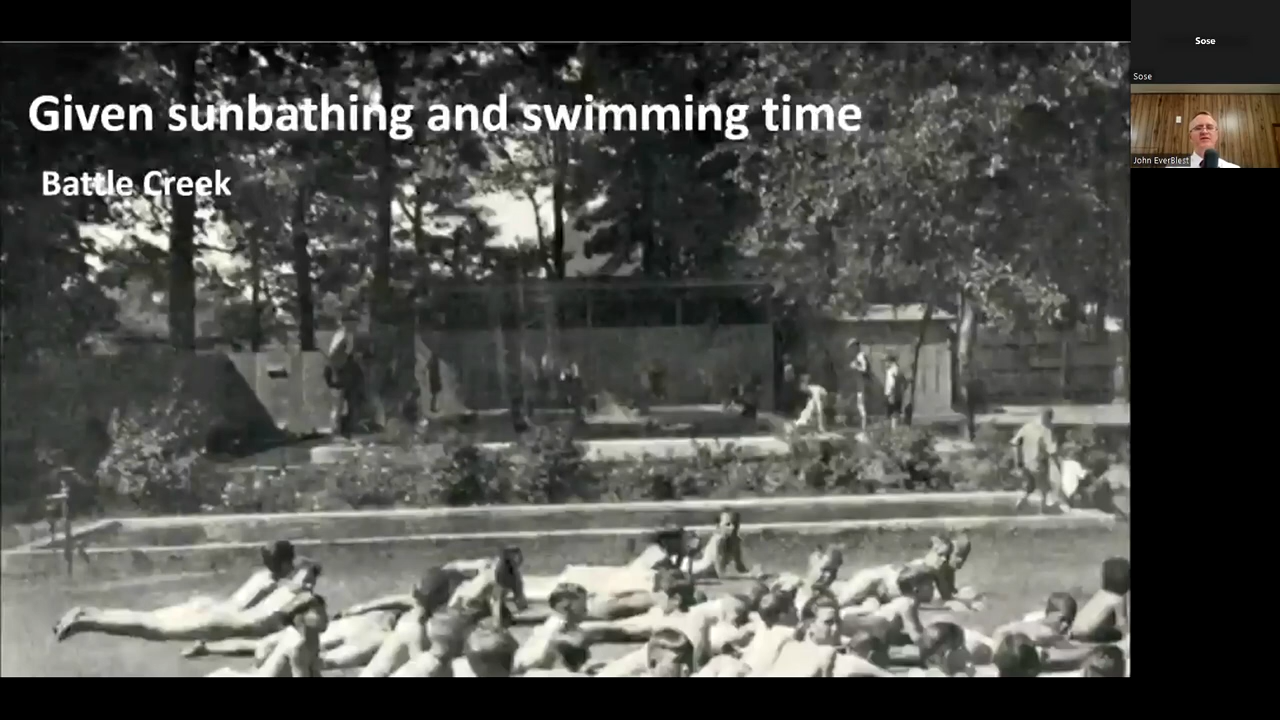 Given sunbathing and swimming time
Battle Creek
Sose
Sose
John EverBlest